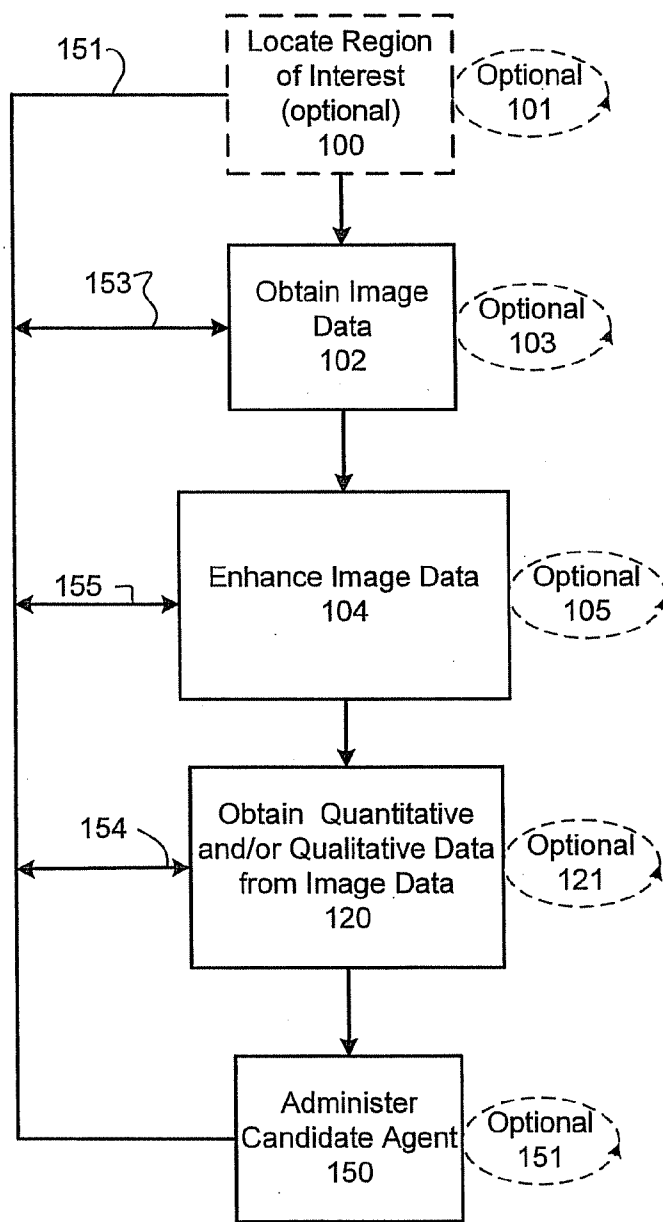 151
Locate Region
of Interest
(optional)
100
Optional
101
153
Obtain Image
Data
102
Optional
103
155
Enhance Image Data
104
Optional
105
154
Obtain Quantitative
and/or Qualitative Data
from Image Data
120
Optional
121
Administer
Candidate Agent
150
Optional
151